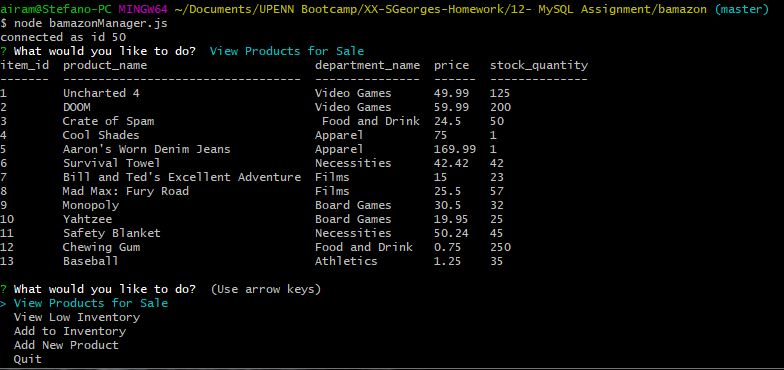 airam@Stefano-PC MINGW64 ~/Documents/UPENN Bootcamp/XX-SGeorges-Homework/12- MySQL Assignment/bamazon (master)
$ node bamazonManager.js
connected as id 50
? What would you like to do?  View Products for Sale
item_id  product_name                       department_name  price   stock_quantity
-------  ---------------------------------  ---------------  ------  --------------
1        Uncharted 4                        Video Games      49.99   125
2        DOOM                               Video Games      59.99   200
3        Crate of Spam                       Food and Drink  24.5    50
4        Cool Shades                        Apparel          75      1
5        Aaron's Worn Denim Jeans           Apparel          169.99  1
6        Survival Towel                     Necessities      42.42   42
7        Bill and Ted's Excellent Adventure  Films            15      23
8        Mad Max: Fury Road                 Films            25.5    57
9        Monopoly                           Board Games      30.5    32
10       Yahtzee                            Board Games      19.95   25
11       Safety Blanket                     Necessities      50.24   45
12       Chewing Gum                        Food and Drink   0.75    250
13       Baseball                           Athletics        1.25    35
? What would you like to do?  (Use arrow keys)
> View Products for Sale
  View Low Inventory
  Add to Inventory
  Add New Product
  Quit